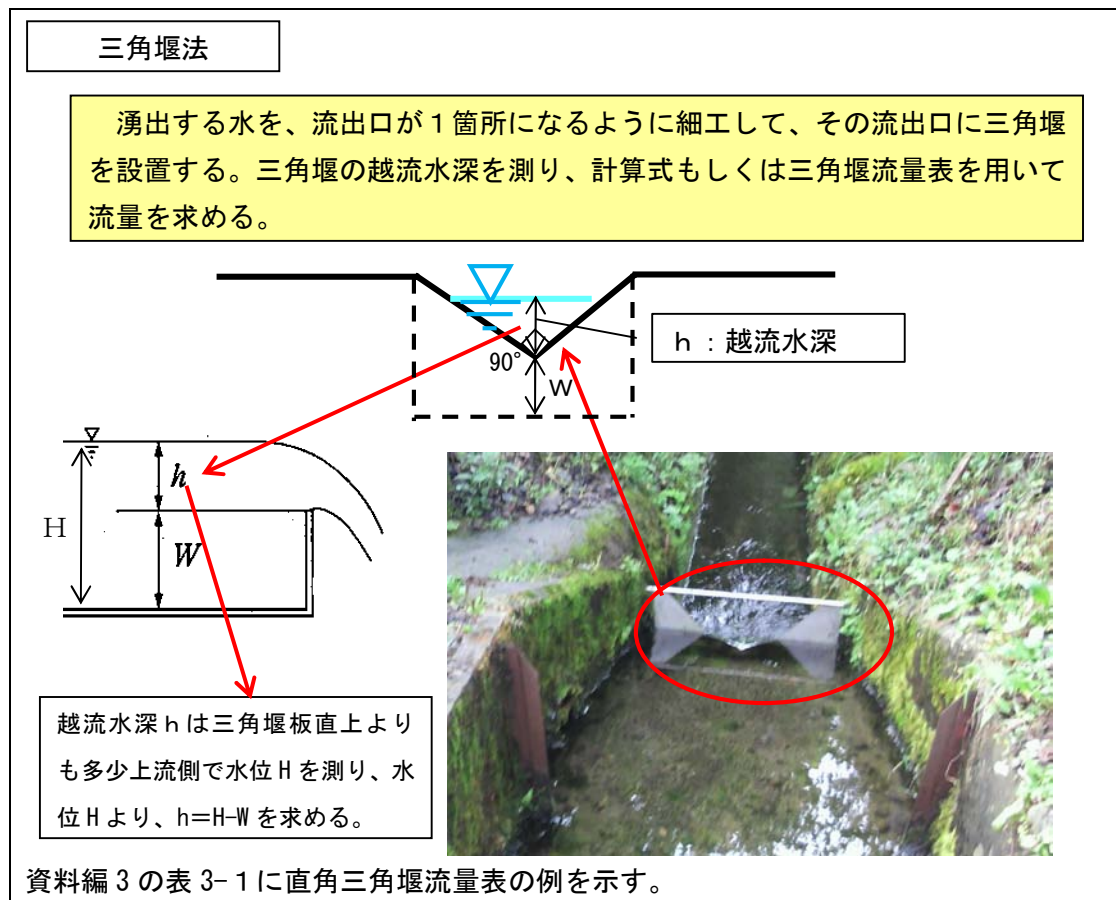 三角堰法
湧出する水を、流出口が１箇所になるように細工して、その流出口に三角堰
を設置する。三角堰の越流水深を測り、計算式もしくは三角堰流量表を用いて
流量を求める。
ｈ：越流水深
90°
Ｗ
h
Ｈ
W
越流水深ｈは三角堰板直上より
も多少上流側で水位 H を測り、水
位 H より、h＝H-W を求める。
資料編 3 の表 3-１に直角三角堰流量表の例を示す。